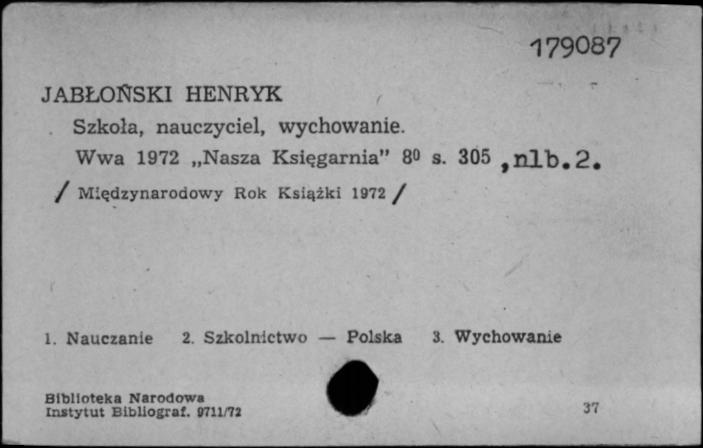 179087
JABŁOŃSKI HENRYK
Szkoła, nauczyciel, wychowanie.
Wwa 1972 „Nasza Księgarnia” 8⁰ s. 305 , nlb. 2.
/ Międzynarodowy Rok Książki 1972 /
1. Nauczanie 2. Szkolnictwo — Polska 3. Wychowanie
Biblioteka Narodowa
Instytut Bibliograf. 9711/72
37